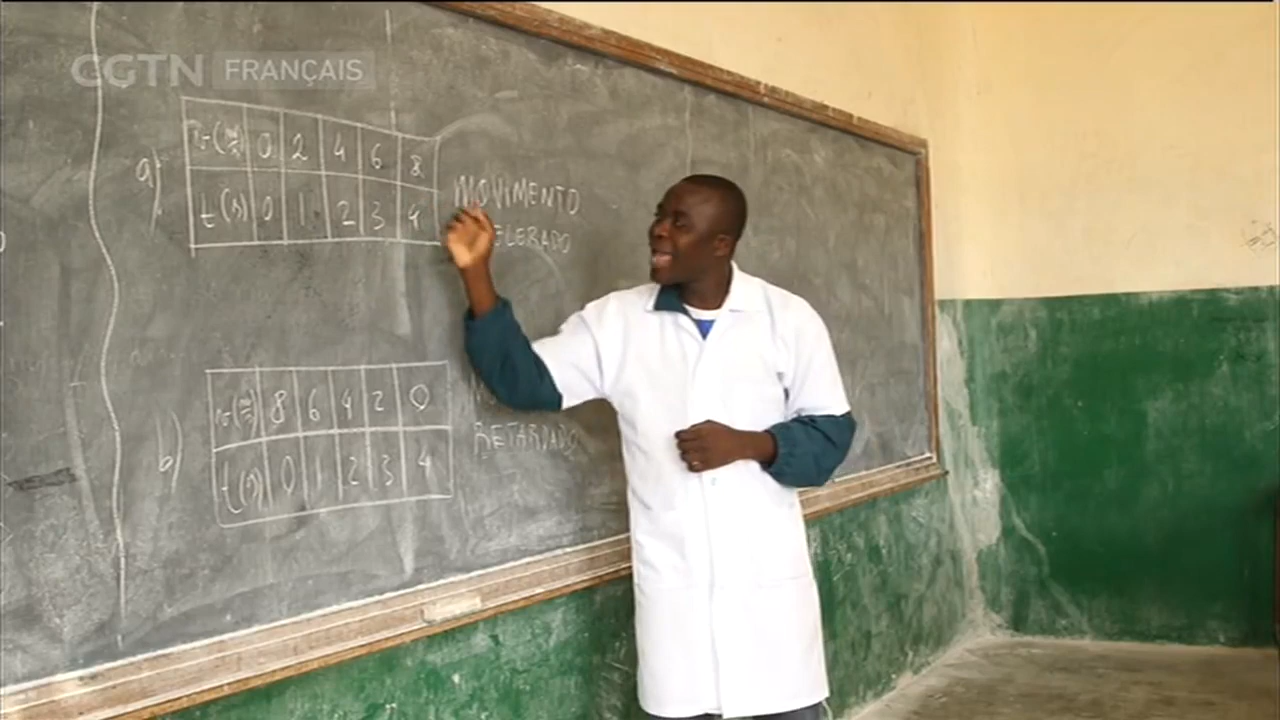 CGTN FRANÇAIS
a) v(m/s) 0 2 4 6 8
t(s) 0 1 2 3 4
MOVIMENTO
ELERADO
b) v(m/s) 8 6 4 2 0
t(s) 0 1 2 3 4
RETARDADO